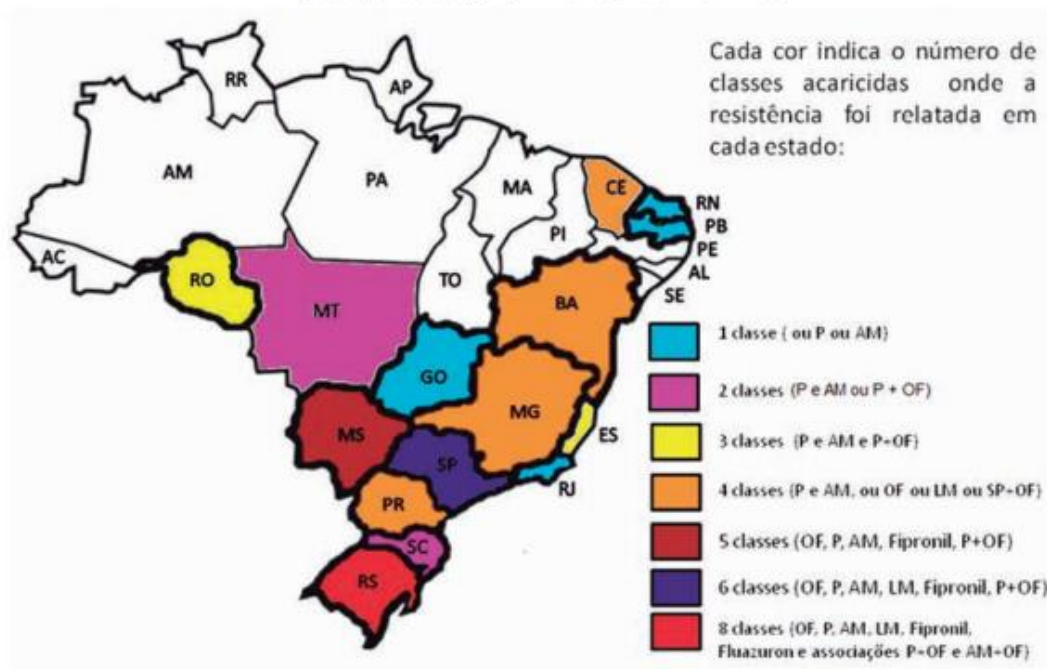 Cada cor indica o número de
classes acaricidas onde a
resistência foi relatada em
cada estado:
RR
AP
AM
PA
MA
CE
RN
PB
PE
AL
SE
PI
AC
RO
TO
MT
BA
GO
MG
ES
MS
SP
RJ
PR
SC
RS
1 classe ( ou P ou AM)
2 classes (P e AM ou P + OF)
3 classes (P e AM e P+OF)
4 classes (P e AM, ou OF ou LM ou SP+OF)
5 classes (OF, P, AM, Fipronil, P+OF)
6 classes (OF, P, AM, LM, Fipronil, P+OF)
8 classes (OF, P, AM, LM, Fipronil,
Fluazuron e associações P+OF e AM+OF)